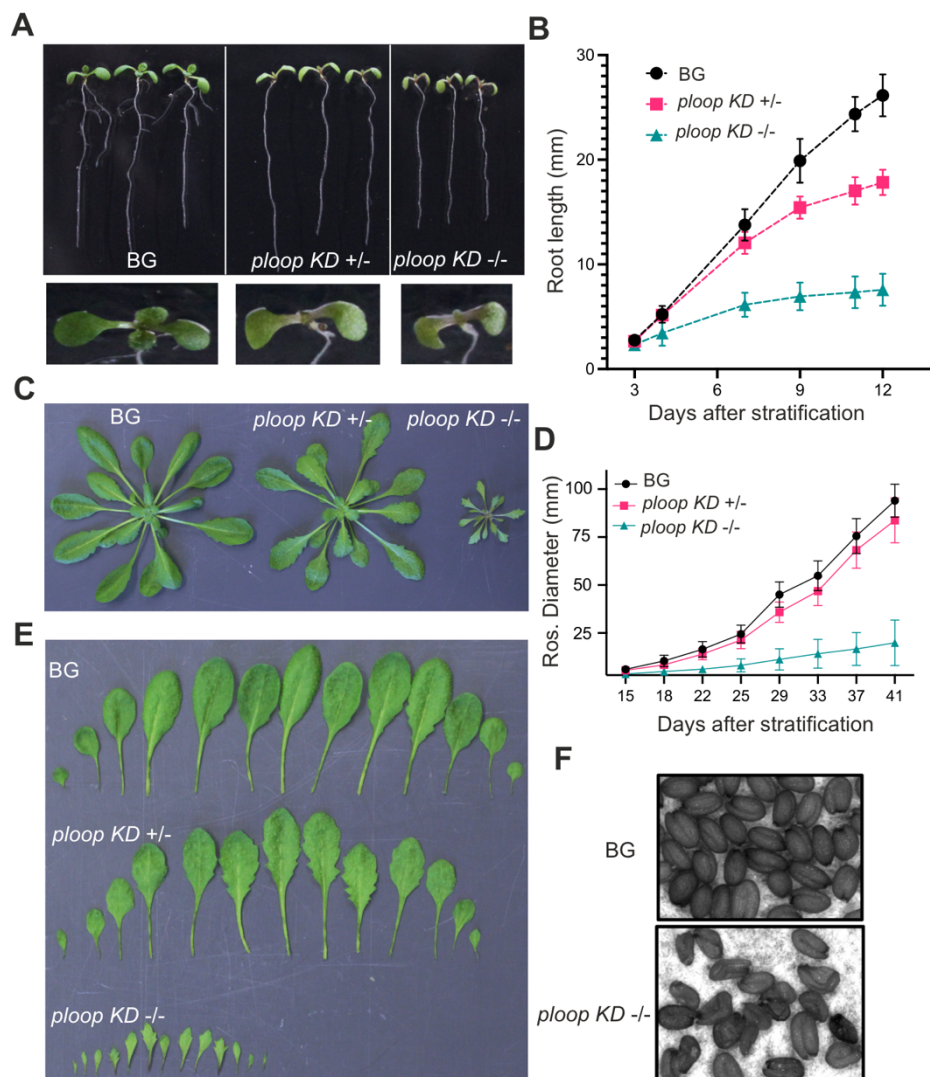 A
BG
ploop KD +/-
ploop KD -/-
B
Root length (mm)
30
20
10
0
3
6
9
12
Days after stratification
BG
ploop KD +/-
ploop KD -/-
C
BG
ploop KD +/-
ploop KD -/-
D
Ros. Diameter (mm)
100
75
50
25
15
18
22
25
29
33
37
41
Days after stratification
BG
ploop KD +/-
ploop KD -/-
E
BG
ploop KD +/-
ploop KD -/-
F
BG
ploop KD -/-